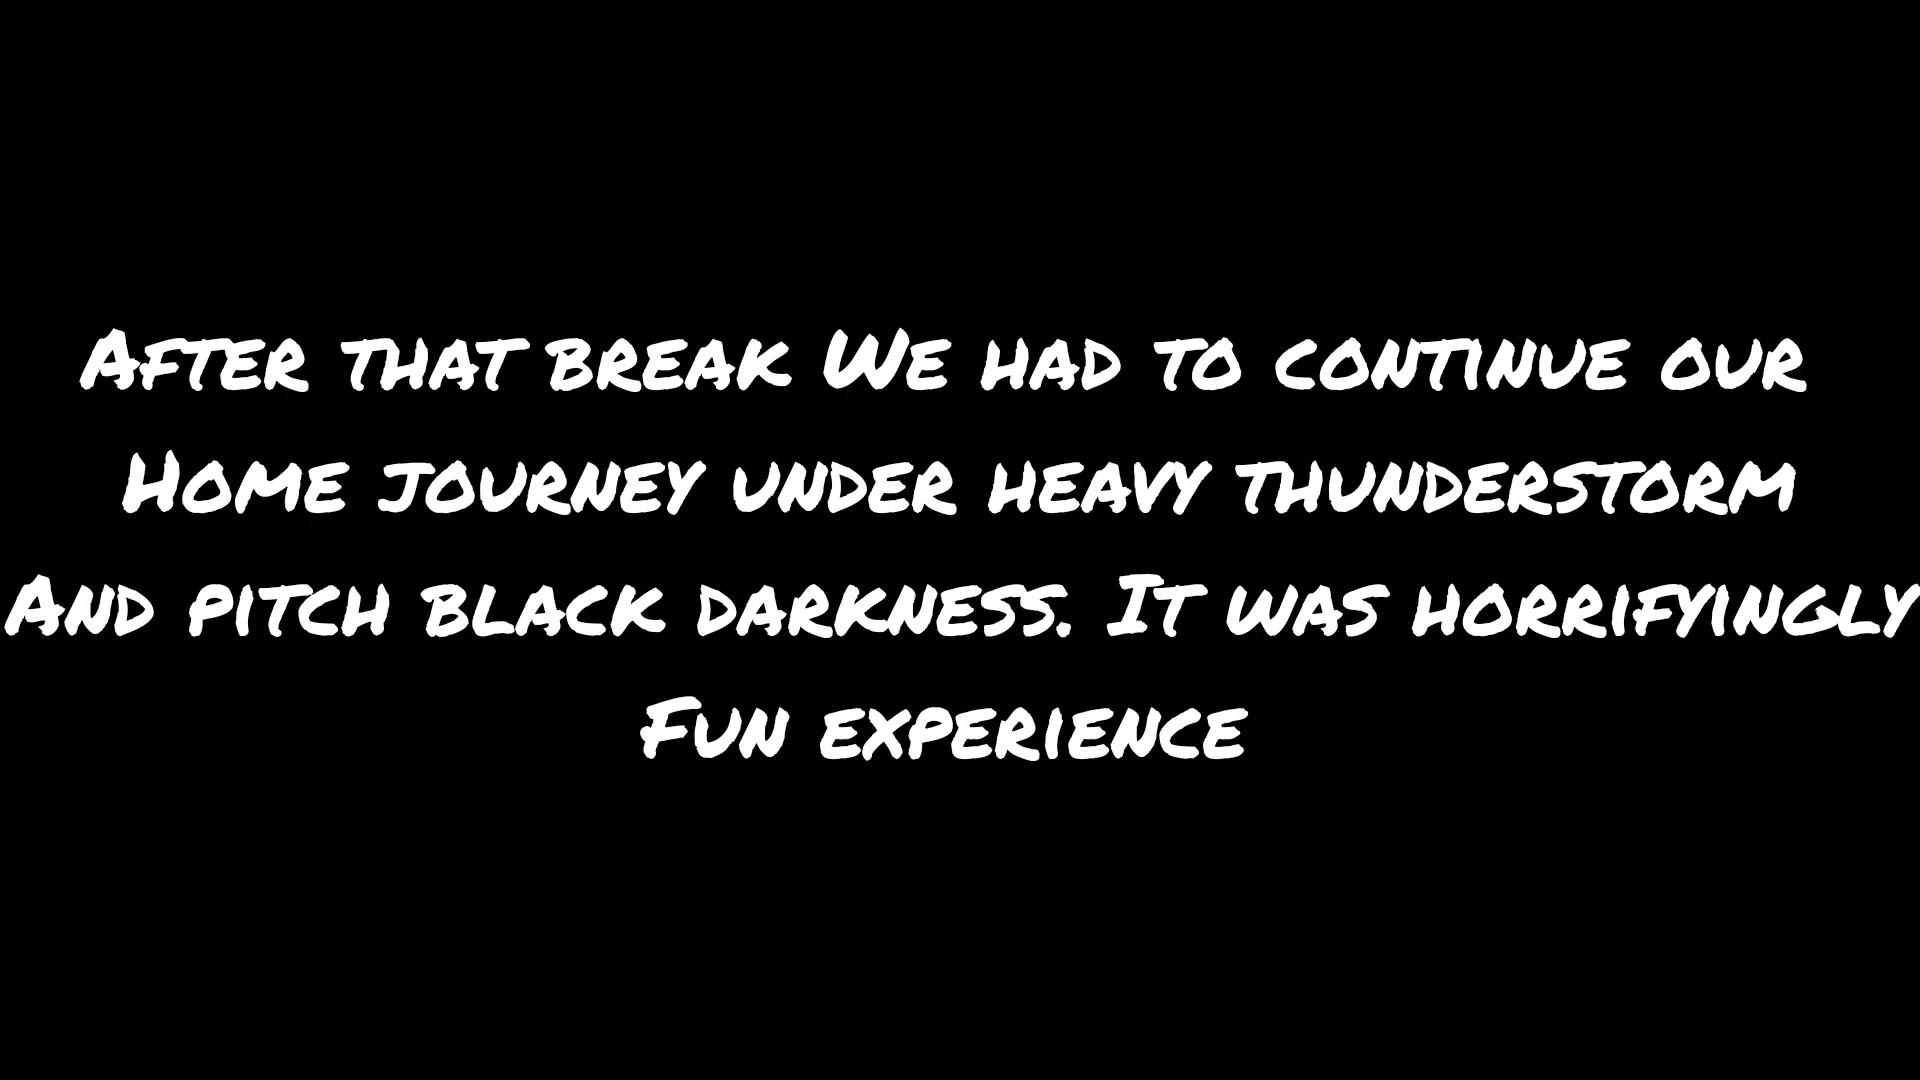 After that break We had to continue our
Home journey under heavy thunderstorm
And pitch black darkness. It was horrifyingly
Fun experience